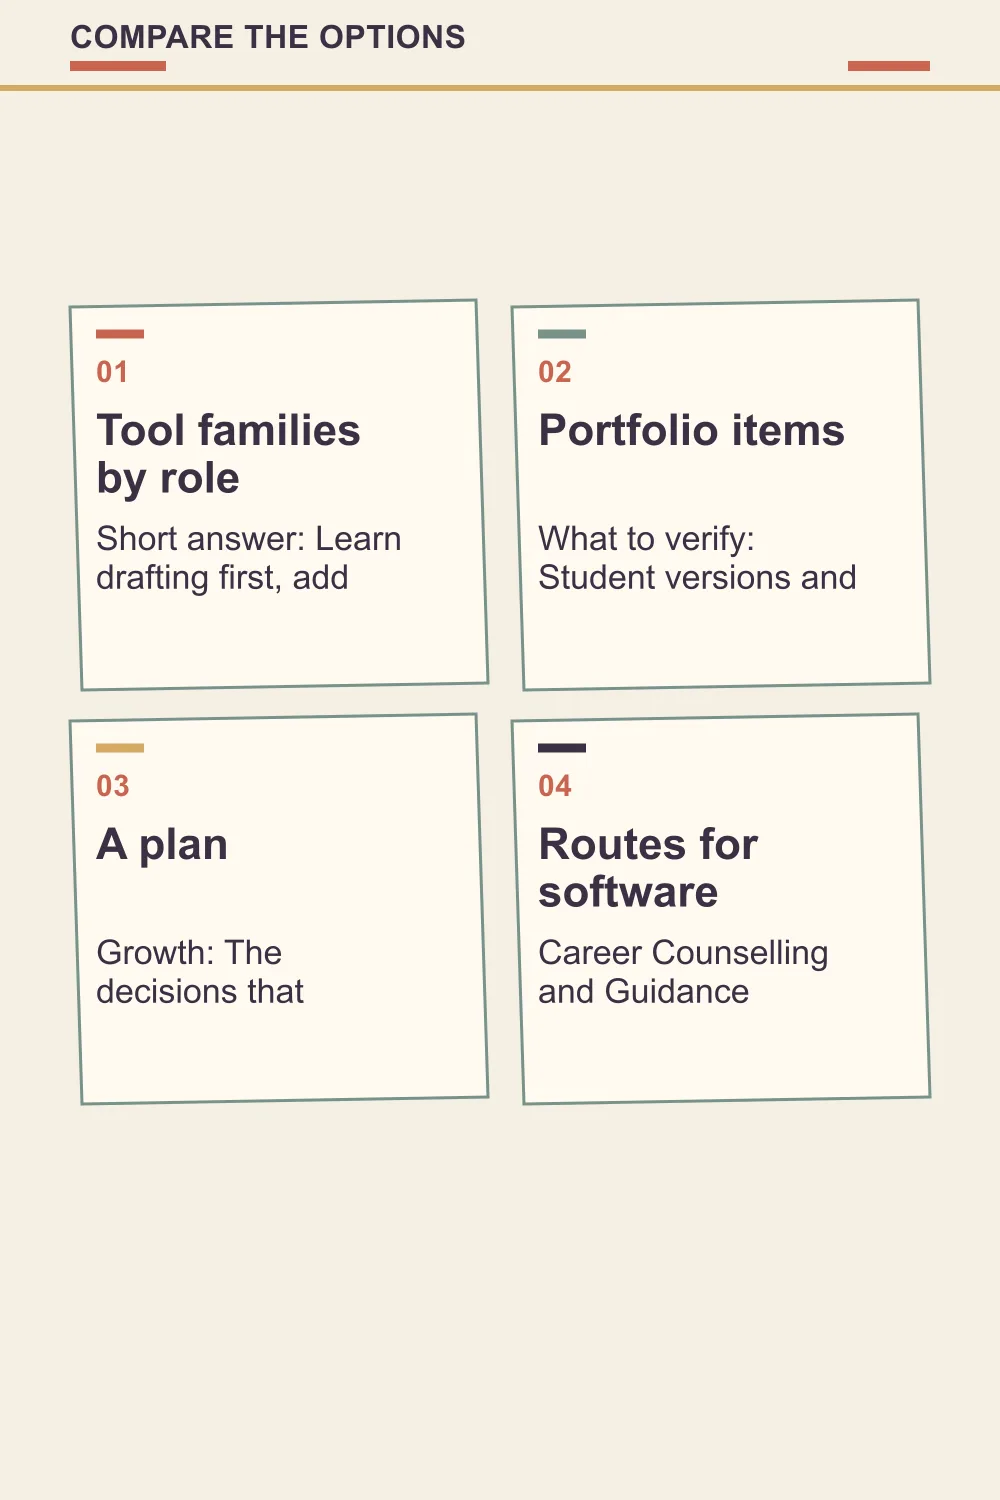 COMPARE THE OPTIONS
01
Tool families
by role
Short answer: Learn
drafting first, add
02
Portfolio items
What to verify:
Student versions and
03
A plan
Growth: The
decisions that
04
Routes for
software
Career Counselling
and Guidance